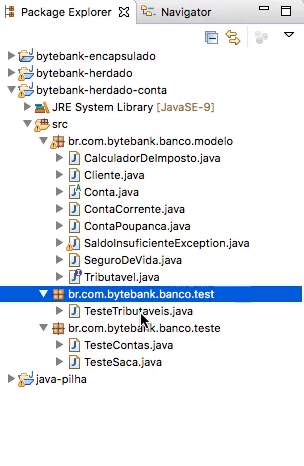 Package Explorer Navigator
bytebank-encapsulado
bytebank-herdado
bytebank-herdado-conta
JRE System Library [JavaSE-9]
src
br.com.bytebank.banco.modelo
CalculadorDeImposto.java
Cliente.java
Conta.java
ContaCorrente.java
ContaPoupanca.java
SaldoInsuficienteException.java
SeguroDeVida.java
Tributavel.java
br.com.bytebank.banco.test
TesteTributaveis.java
br.com.bytebank.banco.teste
TesteContas.java
TesteSaca.java
java-pilha